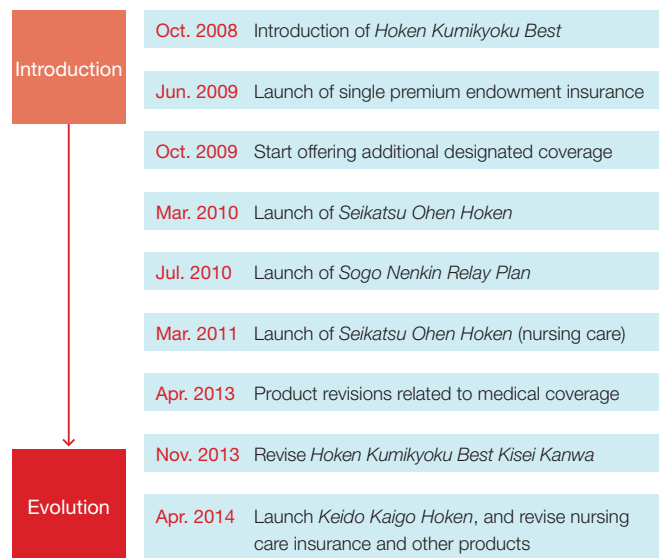 Introduction
Oct. 2008 Introduction of Hoken Kumikyoku Best
Jun. 2009 Launch of single premium endowment insurance
Oct. 2009 Start offering additional designated coverage
Mar. 2010 Launch of Seikatsu Ohen Hoken
Jul. 2010 Launch of Sogo Nenkin Relay Plan
Mar. 2011 Launch of Seikatsu Ohen Hoken (nursing care)
Apr. 2013 Product revisions related to medical coverage
Evolution
Nov. 2013 Revise Hoken Kumikyoku Best Kisei Kanwa
Apr. 2014 Launch Keido Kaigo Hoken, and revise nursing
care insurance and other products